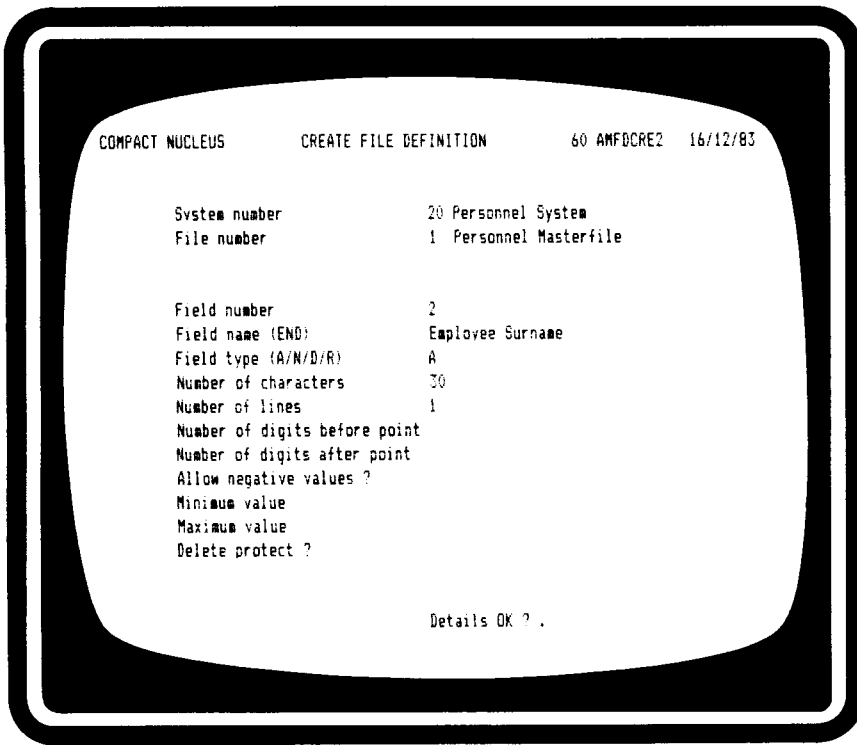 COMPACT NUCLEUS CREATE FILE DEFINITION 60 AMFDCRE2 16/12/83
System number 20 Personnel System
File number 1 Personnel Masterfile
Field number 2
Field name (END) Employee Surname
Field type (A/N/D/R) A
Number of characters 30
Number of lines 1
Number of digits before point
Number of digits after point
Allow negative values ?
Minimum value
Maximum value
Delete protect ?
Details OK ? .